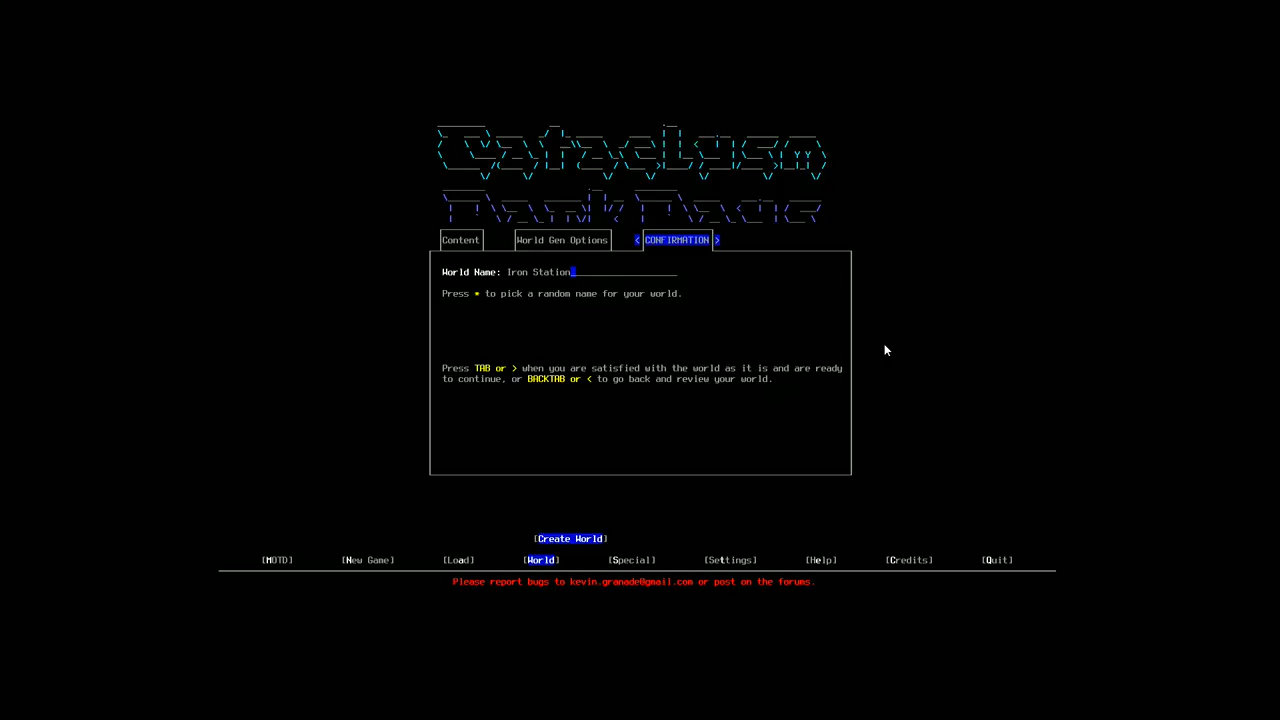 Cataclysm
Dark Days
Content World Gen Options < CONFIRMATION >
World Name: Iron Station
Press * to pick a random name for your world.
Press TAB or > when you are satisfied with the world as it is and are ready
to continue, or BACKTAB or < to go back and review your world.
[Create World]
[MOTD] [New Game] [Load] [World] [Special] [Settings] [Help] [Credits] [Quit]
Please report bugs to kevin.granade@gmail.com or post on the forums.